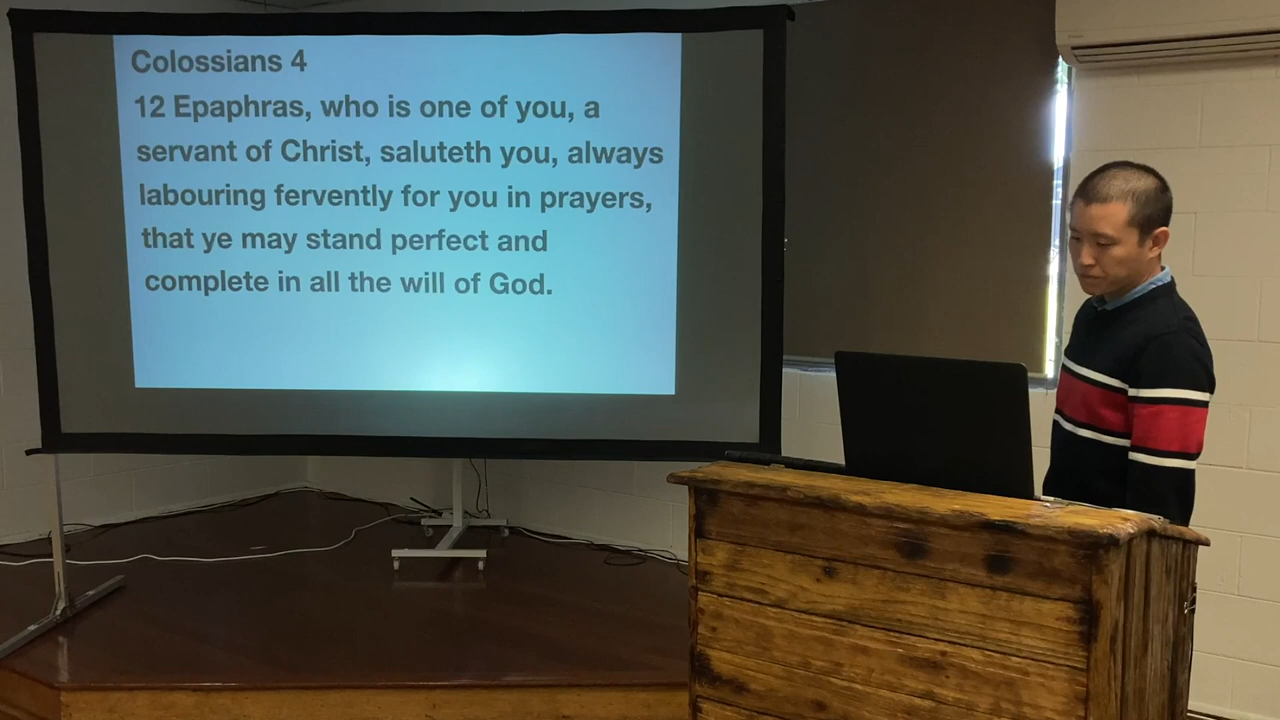 Colossians 4
12 Epaphras, who is one of you, a
servant of Christ, saluteth you, always
labouring fervently for you in prayers,
that ye may stand perfect and
complete in all the will of God.